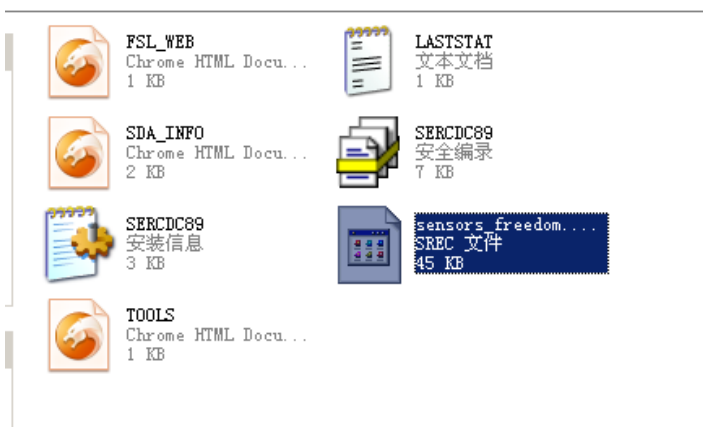 FSL_WEB
Chrome HTML Docu...
1 KB
LASTSTAT
文本文档
1 KB
SDA_INFO
Chrome HTML Docu...
2 KB
SERCDC89
安全编录
7 KB
SERCDC89
安装信息
3 KB
sensors_freedom....
SREC 文件
45 KB
TOOLS
Chrome HTML Docu...
1 KB